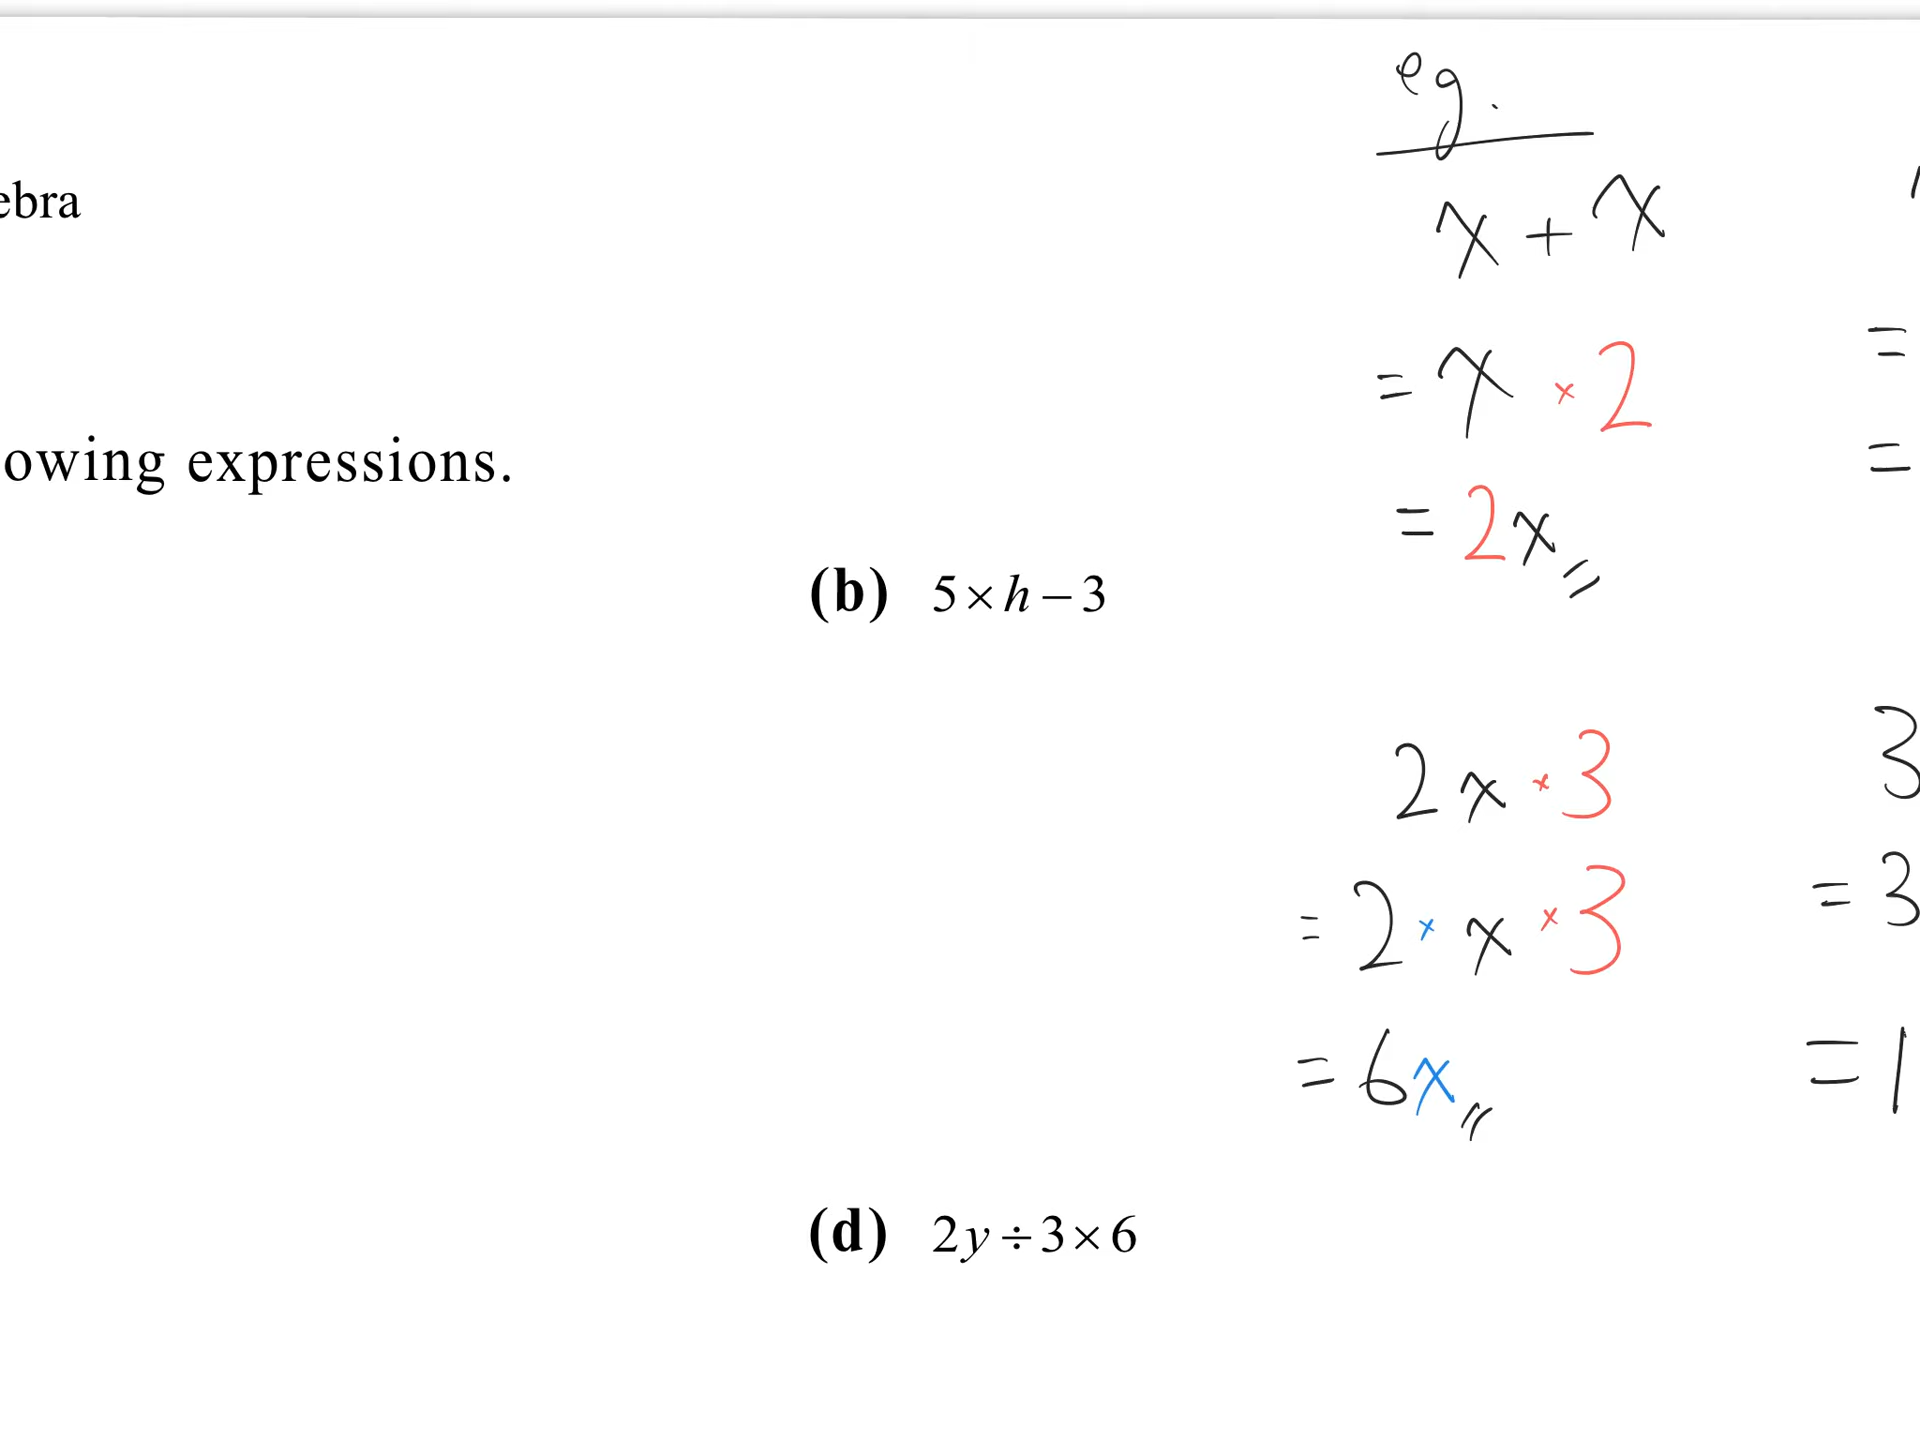 ebra
owing expressions.
(b) 5 × h − 3
(d) 2y ÷ 3 × 6
eg.
x + x
= x × 2
= 2x
2x × 3
= 2 × x × 3
= 6x
=
=
3
= 3
= 1